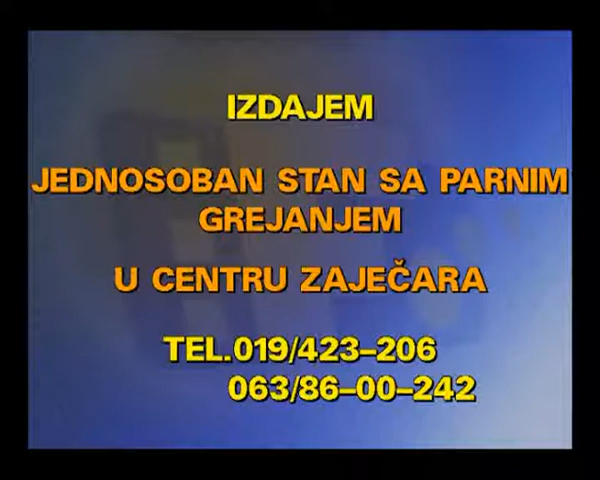 IZDAJEM
JEDNOSOBAN STAN SA PARNIM
GREJANJEM
U CENTRU ZAJEČARA
TEL.019/423-206
063/86-00-242